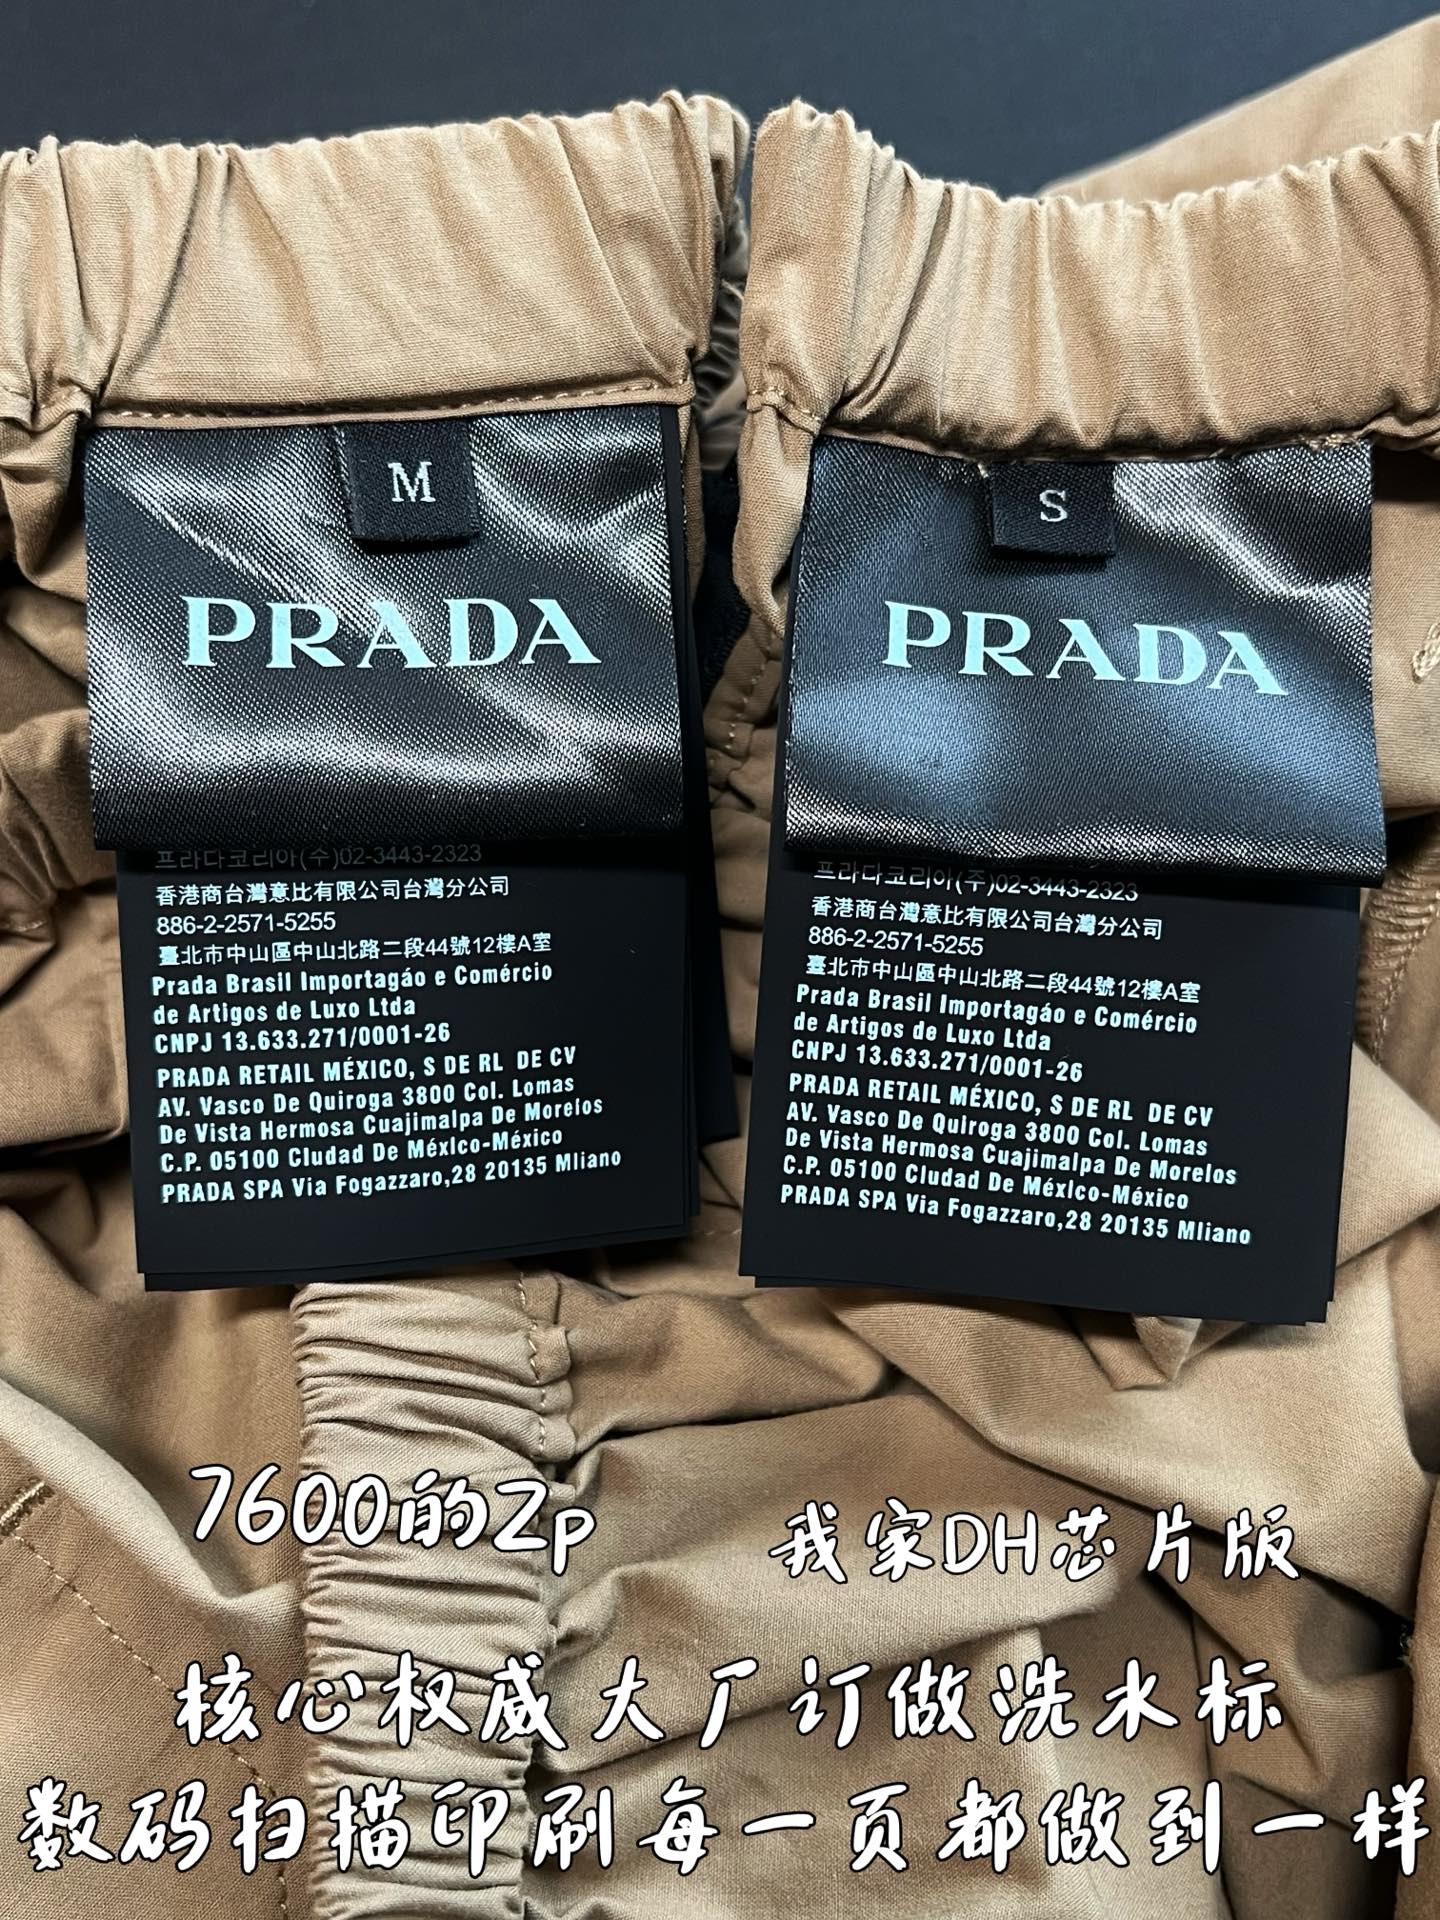 M
PRADA
프라다코리아(주)02-3443-2323
香港商台灣意比有限公司台灣分公司
886-2-2571-5255
臺北市中山區中山北路二段44號12樓A室
Prada Brasil Importagáo e Comércio
de Artigos de Luxo Ltda
CNPJ 13.633.271/0001-26
PRADA RETAIL MÉXICO, S DE RL DE CV
AV. Vasco De Quiroga 3800 Col. Lomas
De Vista Hermosa Cuajimalpa De Morelos
C.P. 05100 Cludad De Méxlco-México
PRADA SPA Via Fogazzaro,28 20135 Mliano
S
PRADA
프라다코리아(주)02-3443-2323
香港商台灣意比有限公司台灣分公司
886-2-2571-5255
臺北市中山區中山北路二段44號12樓A室
Prada Brasil Importagáo e Comércio
de Artigos de Luxo Ltda
CNPJ 13.633.271/0001-26
PRADA RETAIL MÉXICO, S DE RL DE CV
AV. Vasco De Quiroga 3800 Col. Lomas
De Vista Hermosa Cuajimalpa De Morelos
C.P. 05100 Cludad De Méxlco-México
PRADA SPA Via Fogazzaro,28 20135 Mliano
7600的Zp
我家DH芯片版
核心权威大厂订做洗水标
数码扫描印刷每一页都做到一样